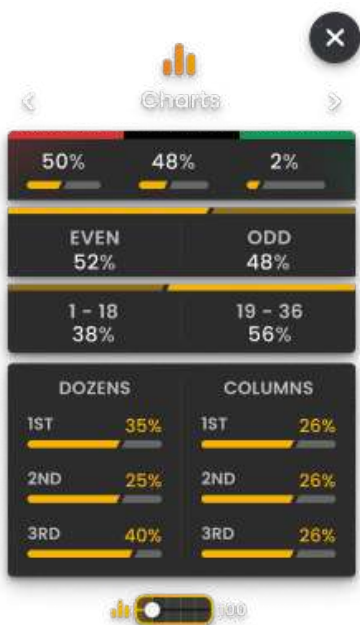 Charts
50% 48% 2%
EVEN ODD
52% 48%
1 - 18 19 - 36
38% 56%
DOZENS COLUMNS
1ST 35% 1ST 26%
2ND 25% 2ND 26%
3RD 40% 3RD 26%